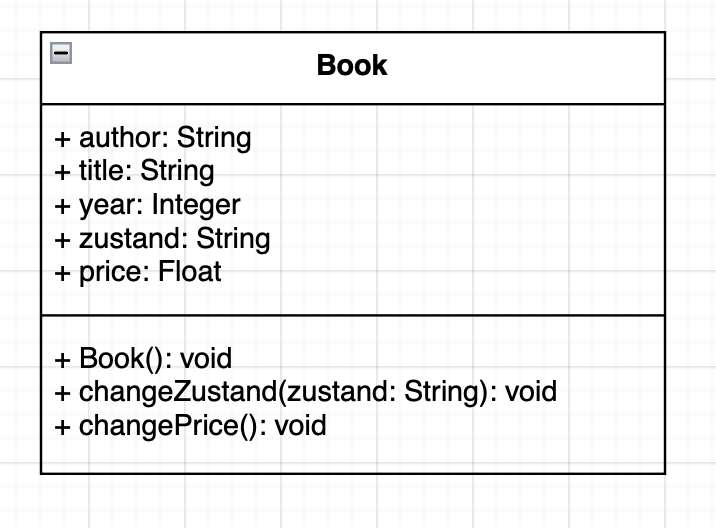 Book
+ author: String
+ title: String
+ year: Integer
+ zustand: String
+ price: Float
+ Book(): void
+ changeZustand(zustand: String): void
+ changePrice(): void